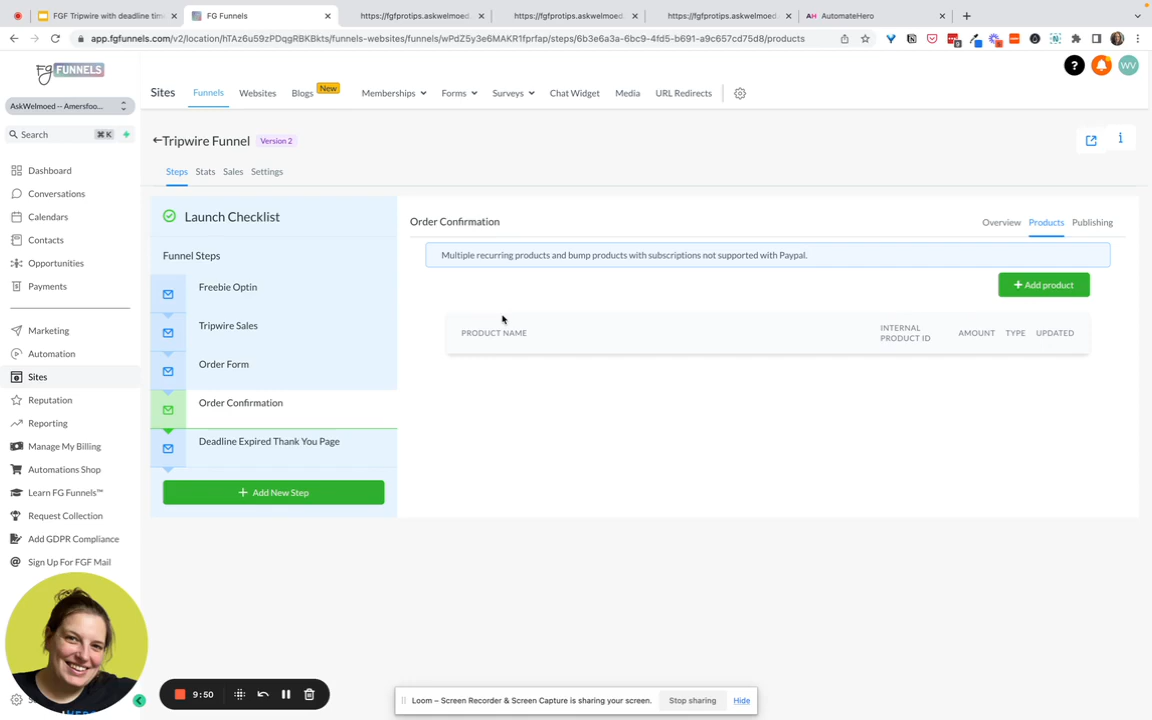 FGF Tripwire with deadline tim
FG Funnels
https://fgfprotips.askwelmoed.
https://fgfprotips.askwelmoed.
https://fgfprotips.askwelmoed.
AH AutomateHero
app.fgfunnels.com/v2/location/hTAz6u59zPDqgRBKBkts/funnels-websites/funnels/wPdZ5y3e6MAKR1fprfap/steps/6b3e6a3a-6bc9-4fd5-b691-a9c657cd75d8/products
FG FUNNELS
AskWelmoed -- Amersfoo...
Search
⌘K
Dashboard
Conversations
Calendars
Contacts
Opportunities
Payments
Marketing
Automation
Sites
Reputation
Reporting
Manage My Billing
Automations Shop
Learn FG Funnels™
Request Collection
Add GDPR Compliance
Sign Up For FGF Mail
Sites
Funnels
Websites
Blogs New
Memberships
Forms
Surveys
Chat Widget
Media
URL Redirects
WV
Tripwire Funnel Version 2
Steps Stats Sales Settings
Launch Checklist
Funnel Steps
Freebie Optin
Tripwire Sales
Order Form
Order Confirmation
Deadline Expired Thank You Page
+ Add New Step
Order Confirmation
Overview Products Publishing
Multiple recurring products and bump products with subscriptions not supported with Paypal.
+ Add product
PRODUCT NAME
INTERNAL
PRODUCT ID
AMOUNT TYPE UPDATED
9:50
Loom – Screen Recorder & Screen Capture is sharing your screen.
Stop sharing
Hide